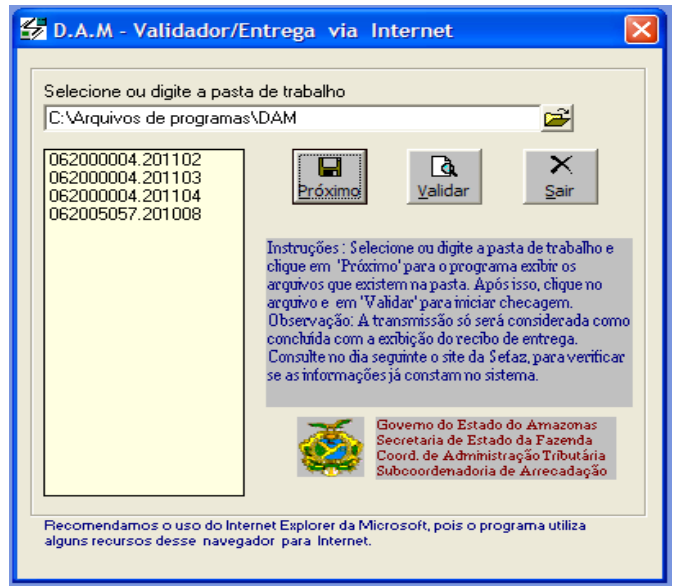 D.A.M - Validador/Entrega via Internet
Selecione ou digite a pasta de trabalho
C:\Arquivos de programas\DAM
062000004.201102
062000004.201103
062000004.201104
062005057.201008
Próximo
Validar
Sair
Instruções : Selecione ou digite a pasta de trabalho e
clique em 'Próximo' para o programa exibir os
arquivos que existem na pasta. Após isso, clique no
arquivo e em 'Validar' para iniciar checagem.
Observação: A transmissão só será considerada como
concluída com a exibição do recibo de entrega.
Consulte no dia seguinte o site da Sefaz, para verificar
se as informações já constam no sistema.
Governo do Estado do Amazonas
Secretaria de Estado da Fazenda
Coord. de Administração Tributária
Subcoordenadoria de Arrecadação
Recomendamos o uso do Internet Explorer da Microsoft, pois o programa utiliza
alguns recursos desse navegador para Internet.